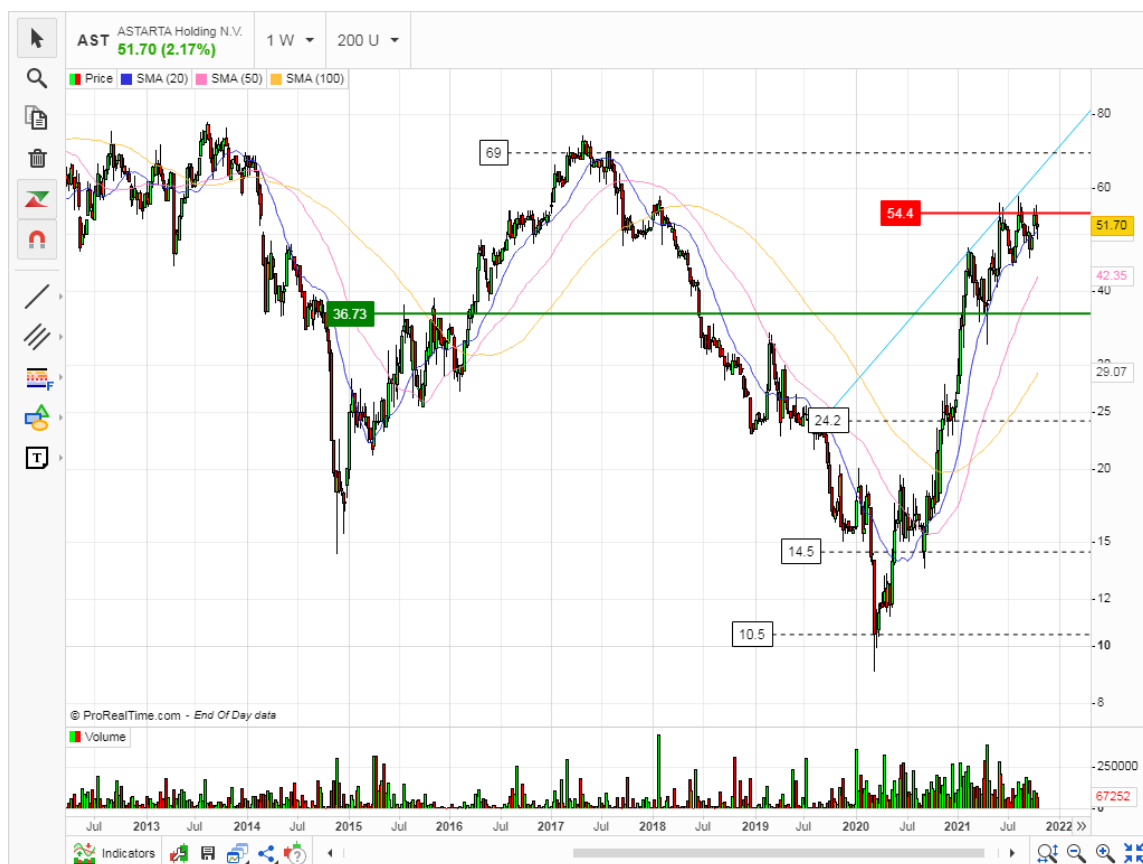 AST ASTARTA Holding N.V. 51.70 (2.17%) 1 W 200 U
Price SMA (20) SMA (50) SMA (100)
80
69
60
54.4
51.70
42.35
40
36.73
29.07
25
24.2
20
15
14.5
12
10.5
10
8
T
F
© ProRealTime.com - End Of Day data
Volume
250000
67252
0
Jul 2013 Jul 2014 Jul 2015 Jul 2016 Jul 2017 Jul 2018 Jul 2019 Jul 2020 Jul 2021 Jul 2022
Indicators